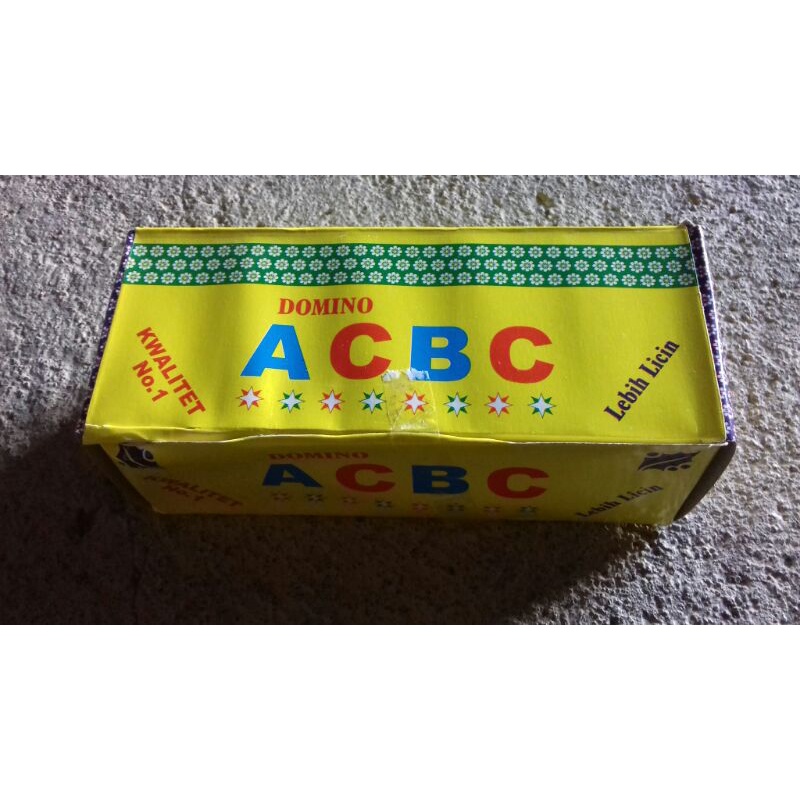 DOMINO
ACBC
KWALITET
No.1
Lebih Licin
DOMINO
ACBC
KWALITET
No.1
Lebih Licin